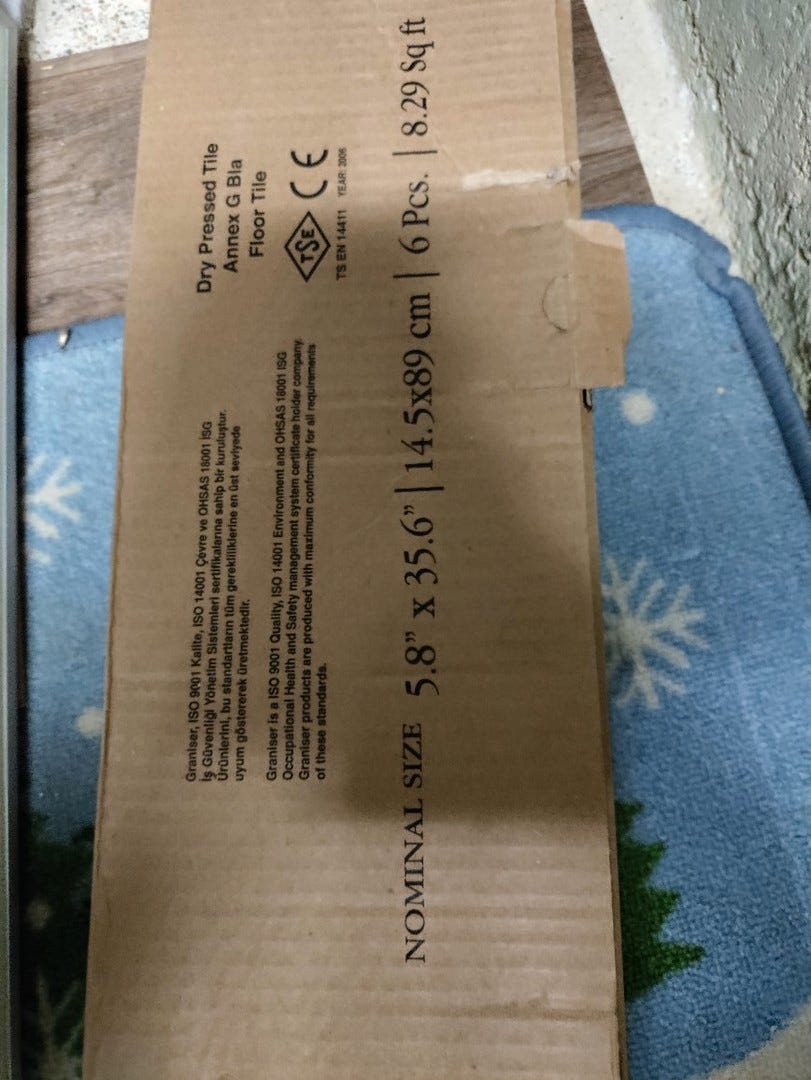 Dry Pressed Tile
Annex G Bla
Floor Tile
TSE CE
TS EN 14411 YEAR: 2006
Graniser, ISO 9001 Kalite, ISO 14001 Çevre ve OHSAS 18001 İSG
İş Güvenliği Yönetim Sistemleri sertifikalarına sahip bir kuruluştur.
Ürünlerini, bu standartların tüm gerekliliklerine en üst seviyede
uyum göstererek üretmektedir.
Graniser is a ISO 9001 Quality, ISO 14001 Environment and OHSAS 18001 ISG
Occupational Health and Safety management system certificate holder company.
Graniser products are produced with maximum conformity for all requirements
of these standards.
NOMINAL SIZE 5.8” x 35.6” | 14.5x89 cm | 6 Pcs. | 8.29 Sq ft